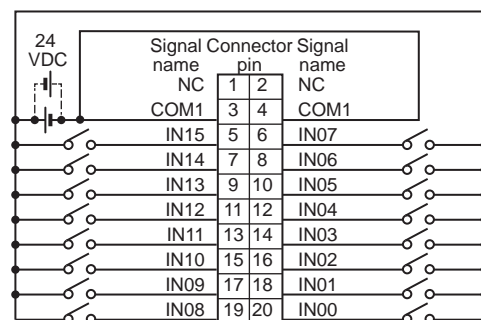 24
VDC
Signal Connector Signal
name pin name
NC 1 2 NC
COM1 3 4 COM1
IN15 5 6 IN07
IN14 7 8 IN06
IN13 9 10 IN05
IN12 11 12 IN04
IN11 13 14 IN03
IN10 15 16 IN02
IN09 17 18 IN01
IN08 19 20 IN00